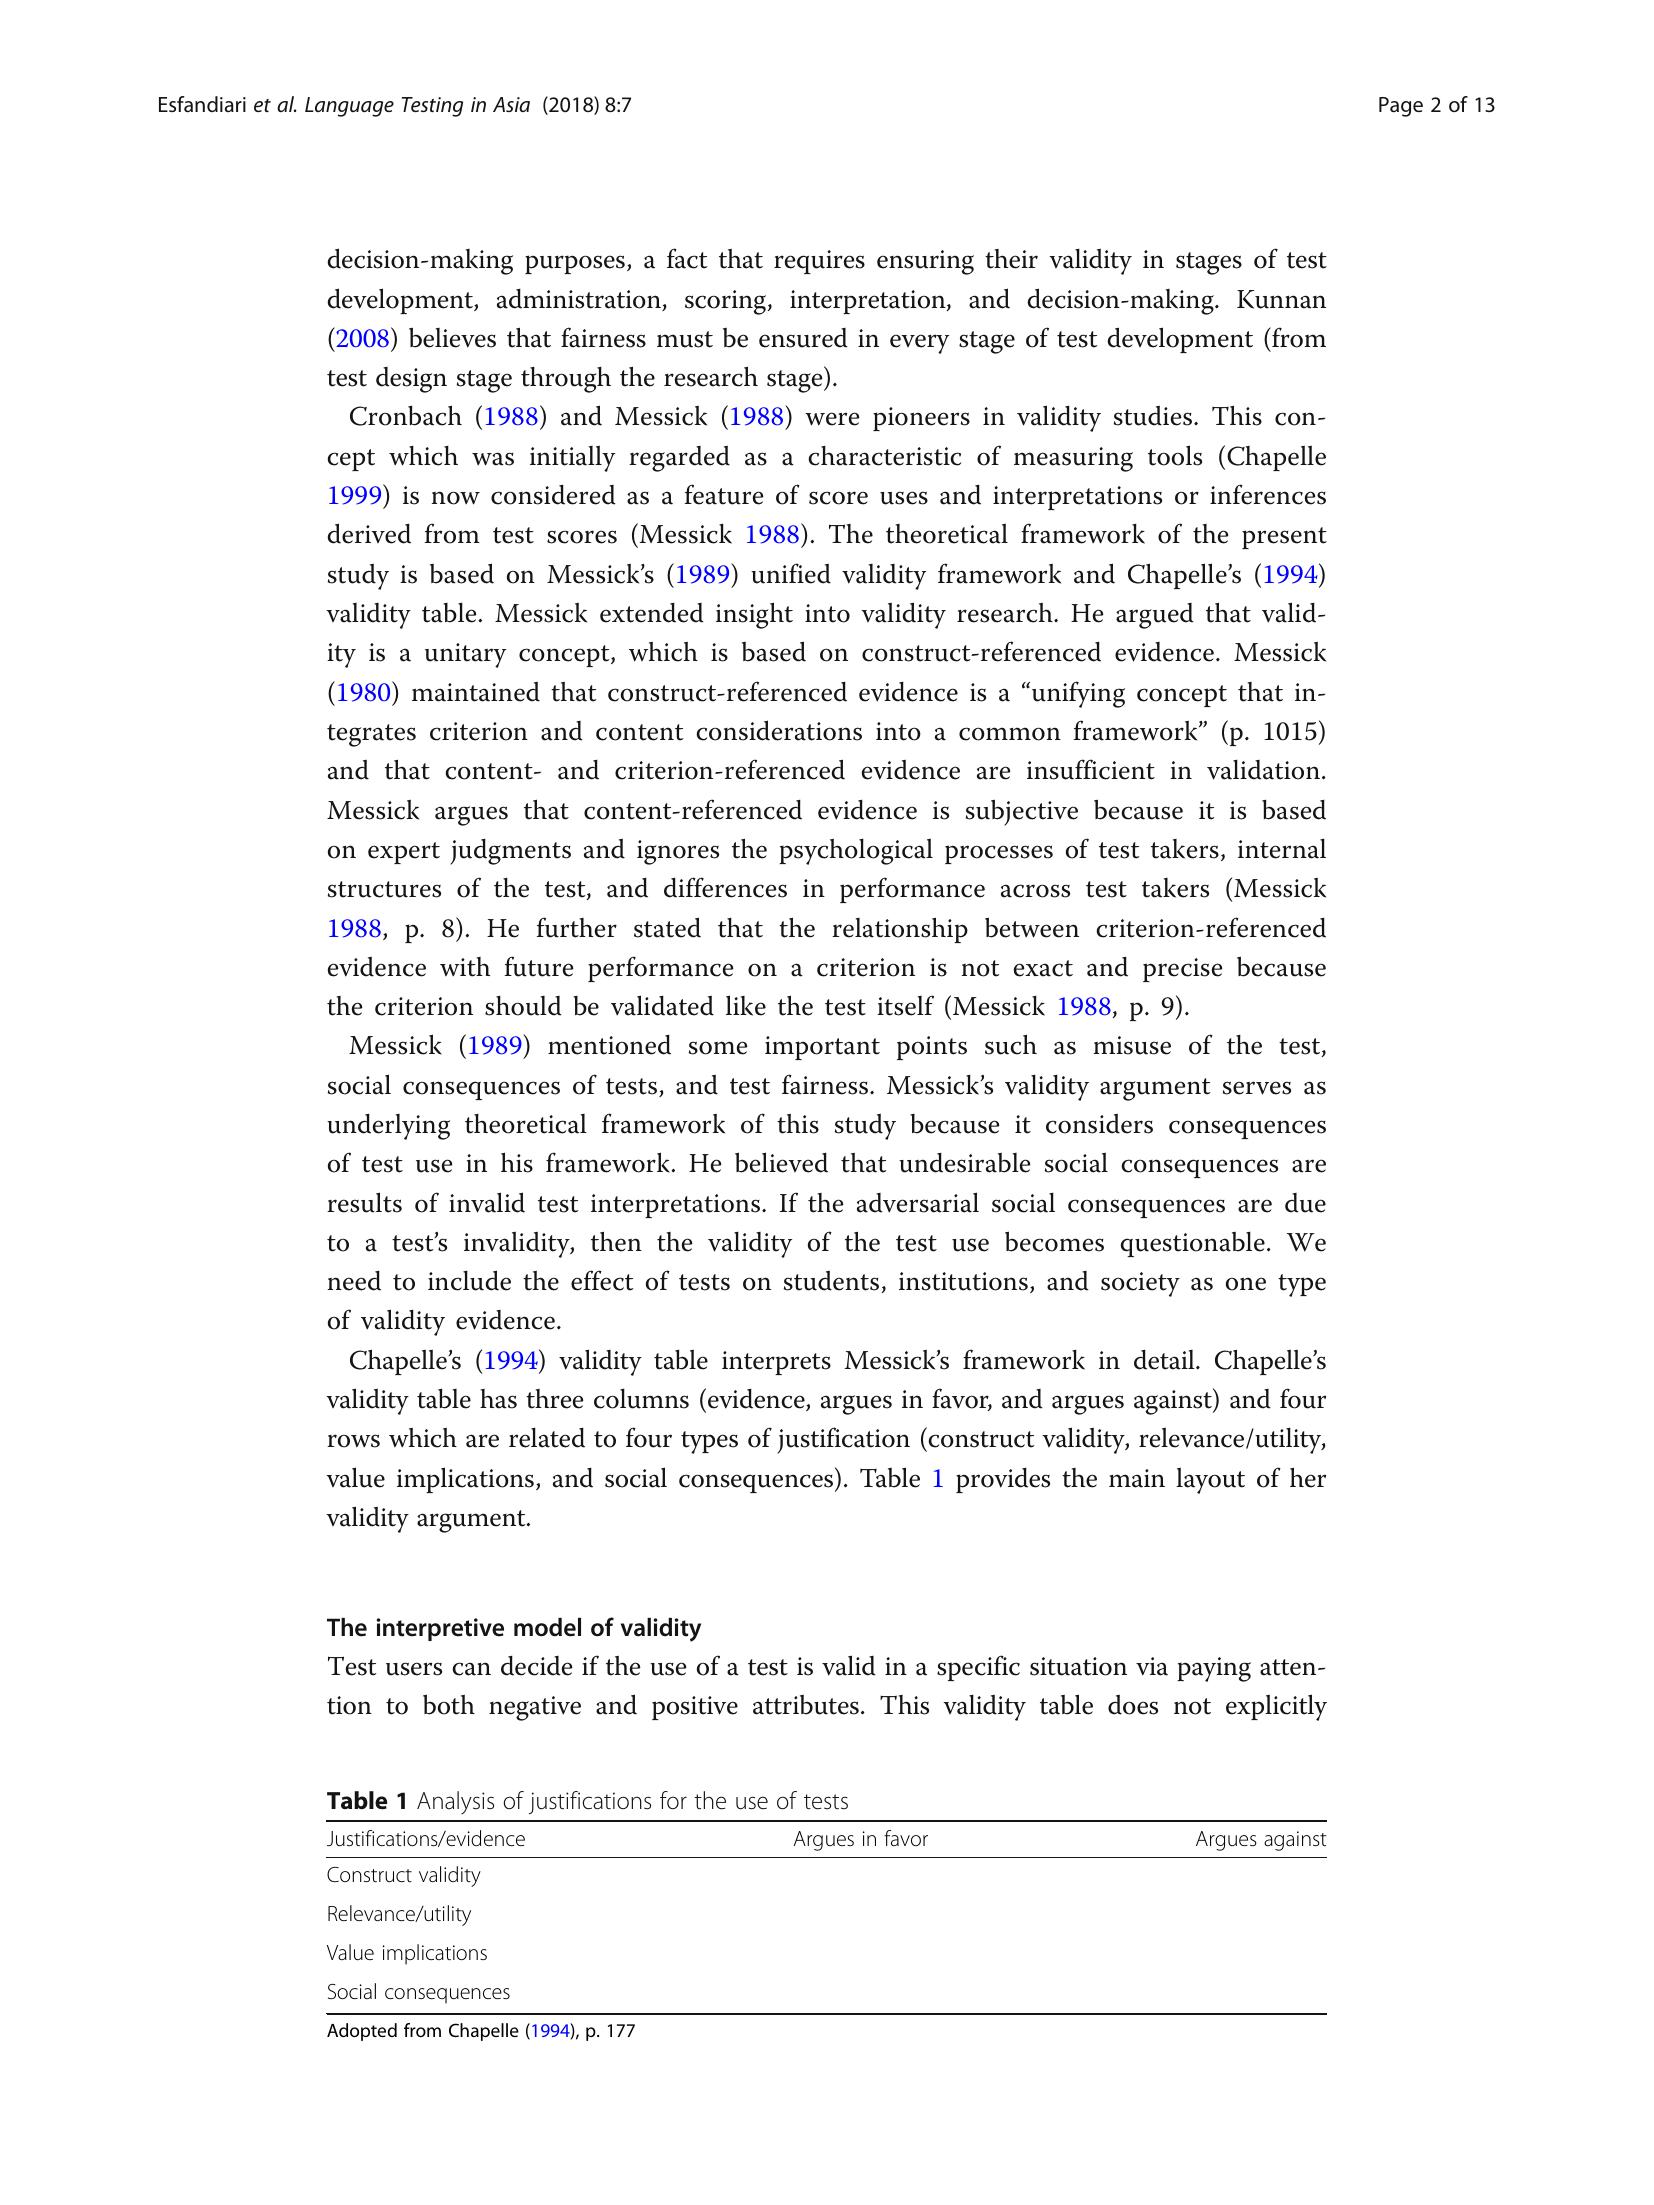 Esfandiari et al. Language Testing in Asia (2018) 8:7
Page 2 of 13
decision-making purposes, a fact that requires ensuring their validity in stages of test
development, administration, scoring, interpretation, and decision-making. Kunnan
(2008) believes that fairness must be ensured in every stage of test development (from
test design stage through the research stage).
Cronbach (1988) and Messick (1988) were pioneers in validity studies. This con-
cept which was initially regarded as a characteristic of measuring tools (Chapelle
1999) is now considered as a feature of score uses and interpretations or inferences
derived from test scores (Messick 1988). The theoretical framework of the present
study is based on Messick’s (1989) unified validity framework and Chapelle’s (1994)
validity table. Messick extended insight into validity research. He argued that valid-
ity is a unitary concept, which is based on construct-referenced evidence. Messick
(1980) maintained that construct-referenced evidence is a “unifying concept that in-
tegrates criterion and content considerations into a common framework” (p. 1015)
and that content- and criterion-referenced evidence are insufficient in validation.
Messick argues that content-referenced evidence is subjective because it is based
on expert judgments and ignores the psychological processes of test takers, internal
structures of the test, and differences in performance across test takers (Messick
1988, p. 8). He further stated that the relationship between criterion-referenced
evidence with future performance on a criterion is not exact and precise because
the criterion should be validated like the test itself (Messick 1988, p. 9).
Messick (1989) mentioned some important points such as misuse of the test,
social consequences of tests, and test fairness. Messick’s validity argument serves as
underlying theoretical framework of this study because it considers consequences
of test use in his framework. He believed that undesirable social consequences are
results of invalid test interpretations. If the adversarial social consequences are due
to a test’s invalidity, then the validity of the test use becomes questionable. We
need to include the effect of tests on students, institutions, and society as one type
of validity evidence.
Chapelle’s (1994) validity table interprets Messick’s framework in detail. Chapelle’s
validity table has three columns (evidence, argues in favor, and argues against) and four
rows which are related to four types of justification (construct validity, relevance/utility,
value implications, and social consequences). Table 1 provides the main layout of her
validity argument.
The interpretive model of validity
Test users can decide if the use of a test is valid in a specific situation via paying atten-
tion to both negative and positive attributes. This validity table does not explicitly
Table 1 Analysis of justifications for the use of tests
Justifications/evidence Argues in favor Argues against
Construct validity
Relevance/utility
Value implications
Social consequences
Adopted from Chapelle (1994), p. 177